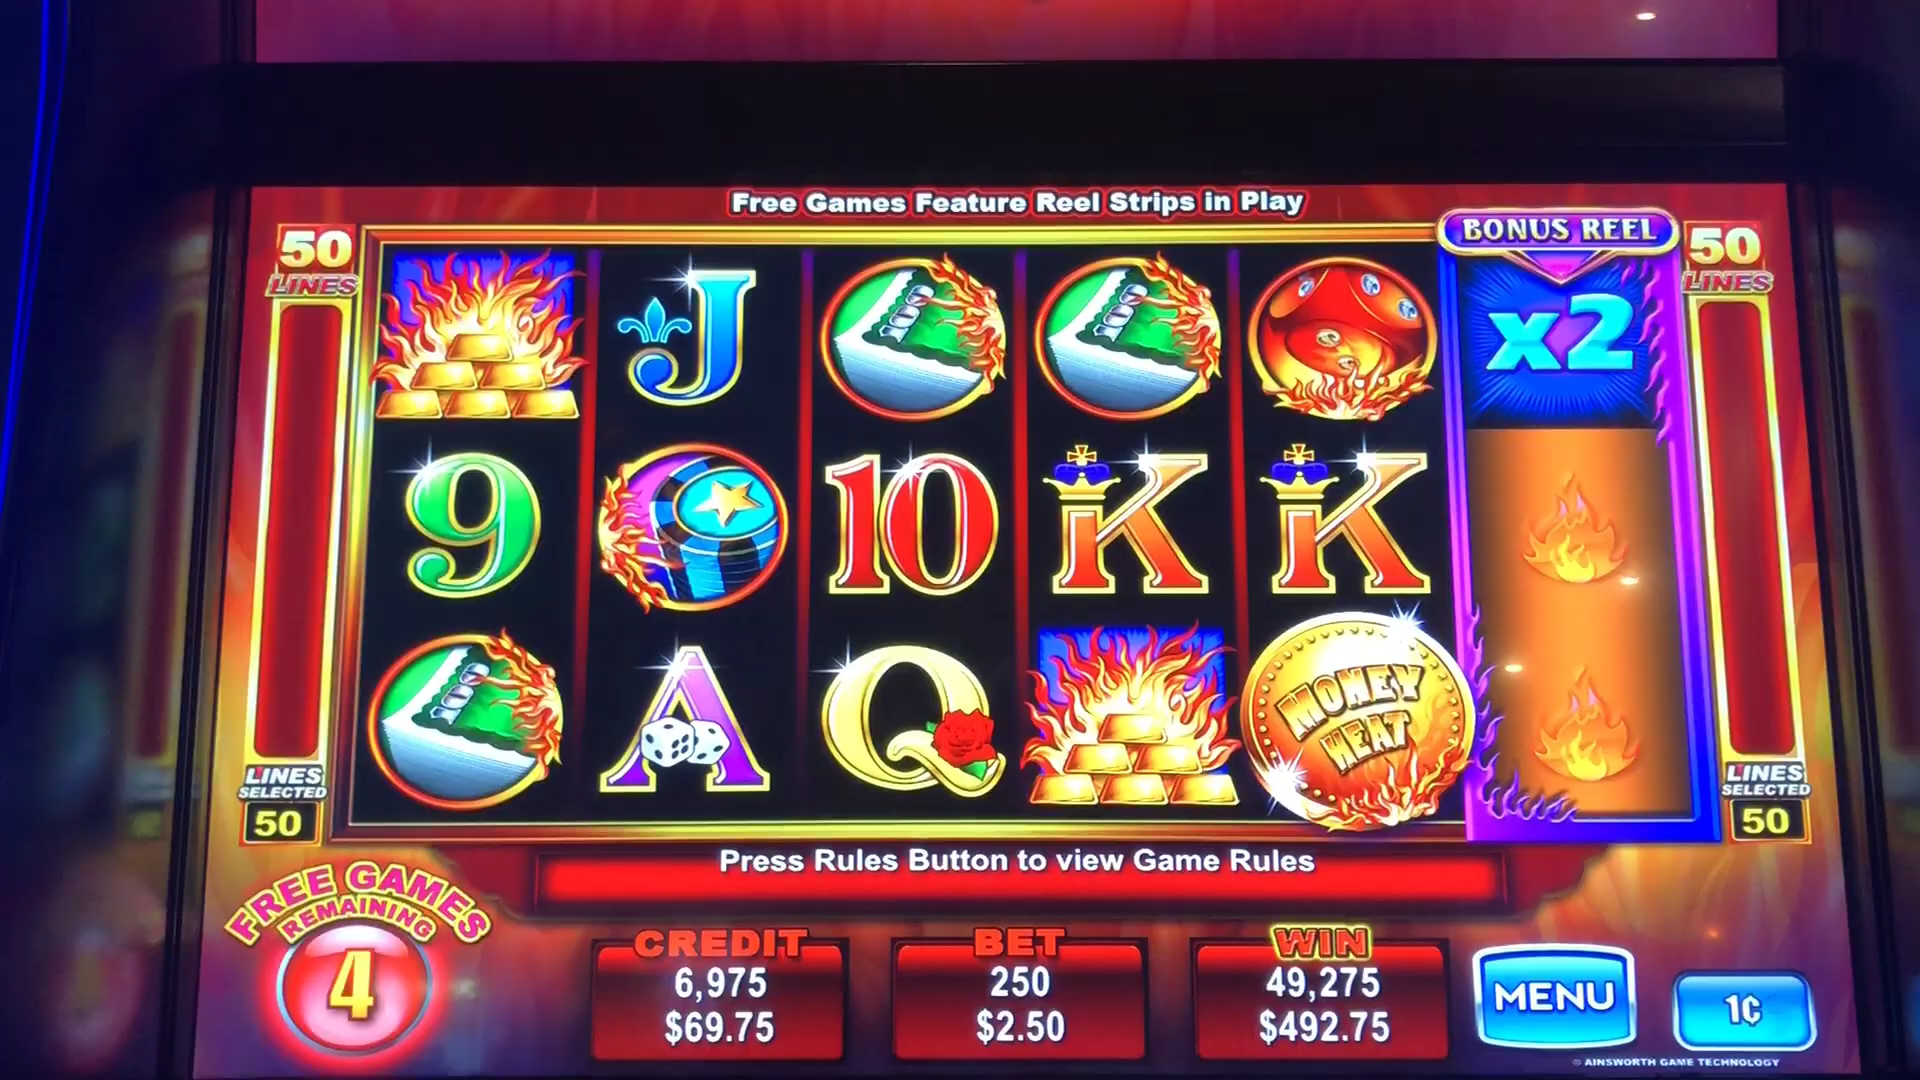 Free Games Feature Reel Strips in Play
50
LINES
BONUS REEL
50
LINES
J
x2
9
10
K
K
A
Q
MONEY
HEAT
LINES
SELECTED
50
LINES
SELECTED
50
Press Rules Button to view Game Rules
FREE GAMES
REMAINING
4
CREDIT
6,975
$69.75
BET
250
$2.50
WIN
49,275
$492.75
MENU
1¢
© AINSWORTH GAME TECHNOLOGY